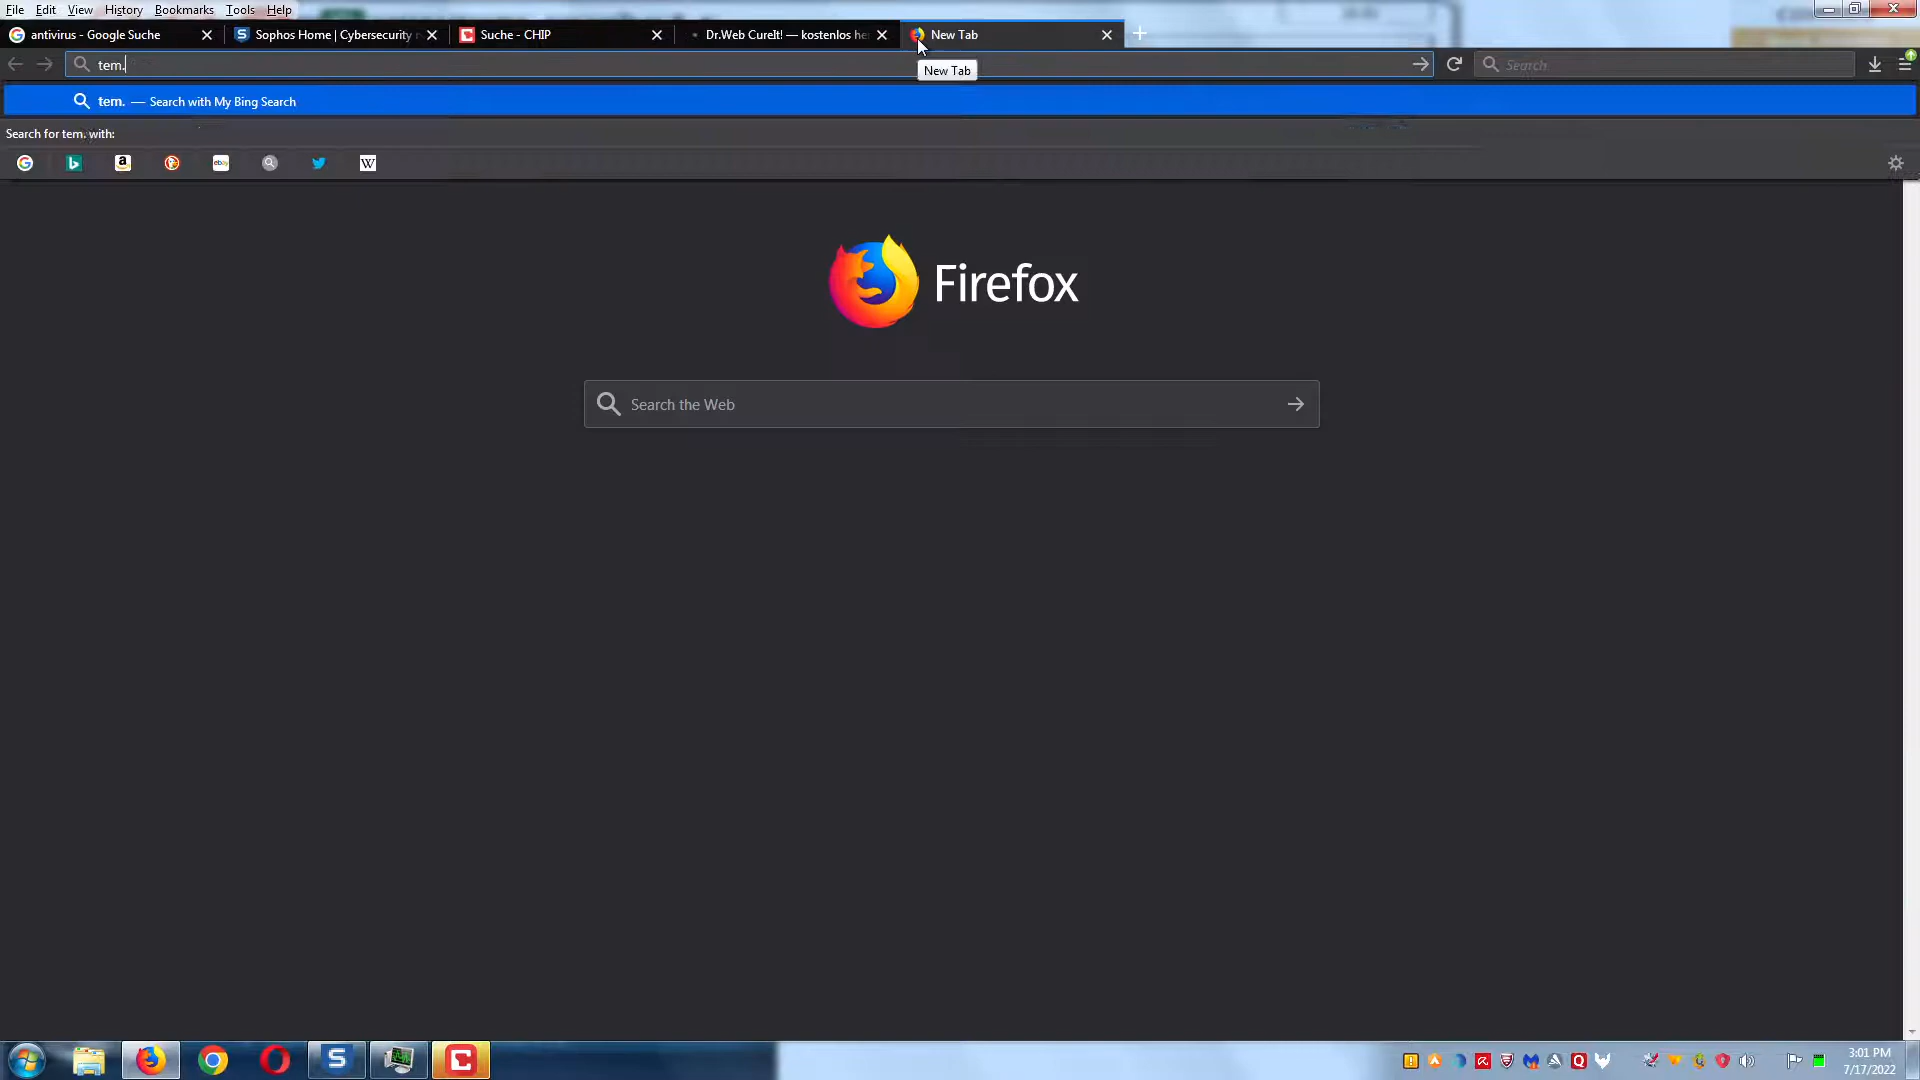 File Edit View History Bookmarks Tools Help
antivirus - Google Suche
Sophos Home | Cybersecurity
Suche - CHIP
Dr.Web CureIt! — kostenlos he
New Tab
tem.
Search
New Tab
tem. — Search with My Bing Search
Search for tem. with:
Firefox
Search the Web
3:01 PM
7/17/2022